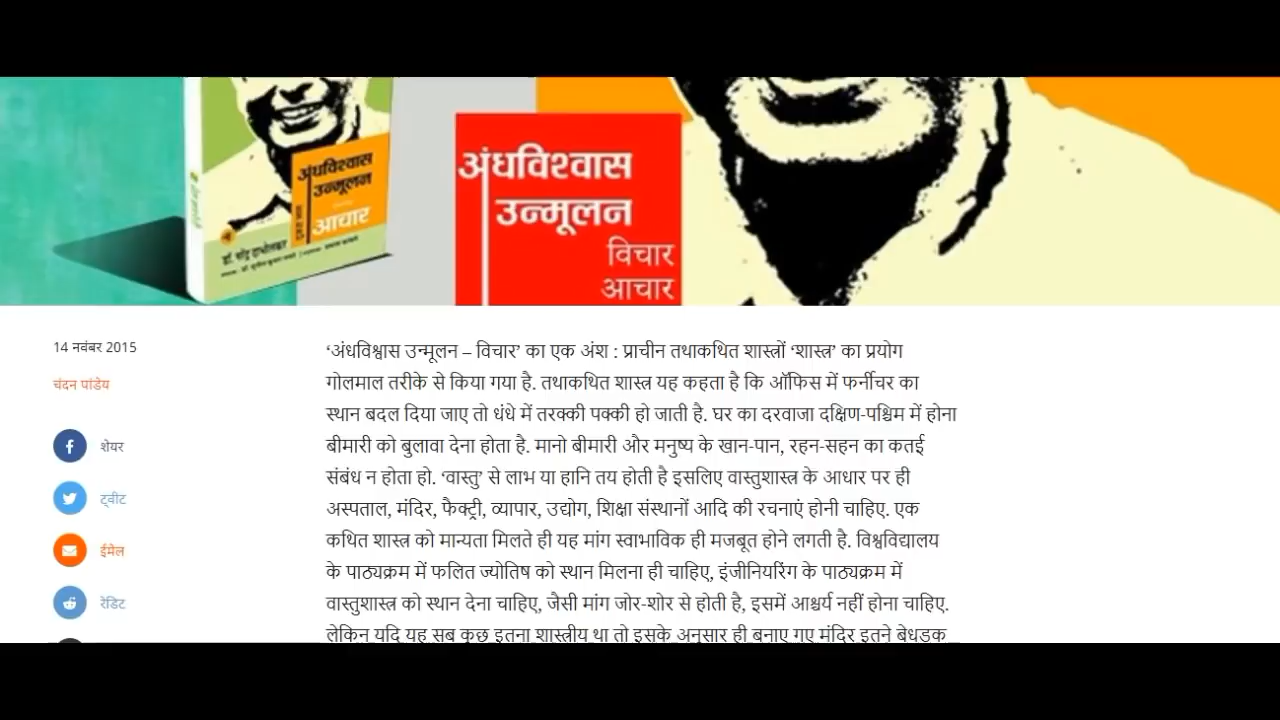 अंधविश्वास
उन्मूलन
आचार
अंधविश्वास
उन्मूलन
विचार
आचार
14 नवंबर 2015
चंदन पांडेय
शेयर
ट्वीट
ईमेल
रेडिट
‘अंधविश्वास उन्मूलन – विचार’ का एक अंश : प्राचीन तथाकथित शास्त्रों ‘शास्त्र’ का प्रयोग
गोलमाल तरीके से किया गया है. तथाकथित शास्त्र यह कहता है कि ऑफिस में फर्नीचर का
स्थान बदल दिया जाए तो धंधे में तरक्की पक्की हो जाती है. घर का दरवाजा दक्षिण-पश्चिम में होना
बीमारी को बुलावा देना होता है. मानो बीमारी और मनुष्य के खान-पान, रहन-सहन का कतई
संबंध न होता हो. ‘वास्तु’ से लाभ या हानि तय होती है इसलिए वास्तुशास्त्र के आधार पर ही
अस्पताल, मंदिर, फैक्ट्री, व्यापार, उद्योग, शिक्षा संस्थानों आदि की रचनाएं होनी चाहिए. एक
कथित शास्त्र को मान्यता मिलते ही यह मांग स्वाभाविक ही मजबूत होने लगती है. विश्वविद्यालय
के पाठ्यक्रम में फलित ज्योतिष को स्थान मिलना ही चाहिए, इंजीनियरिंग के पाठ्यक्रम में
वास्तुशास्त्र को स्थान देना चाहिए, जैसी मांग जोर-शोर से होती है, इसमें आश्चर्य नहीं होना चाहिए.
लेकिन यदि यह सब कुछ इतना शास्त्रीय था तो इसके अनुसार ही बनाए गए मंदिर इतने बेधड़क